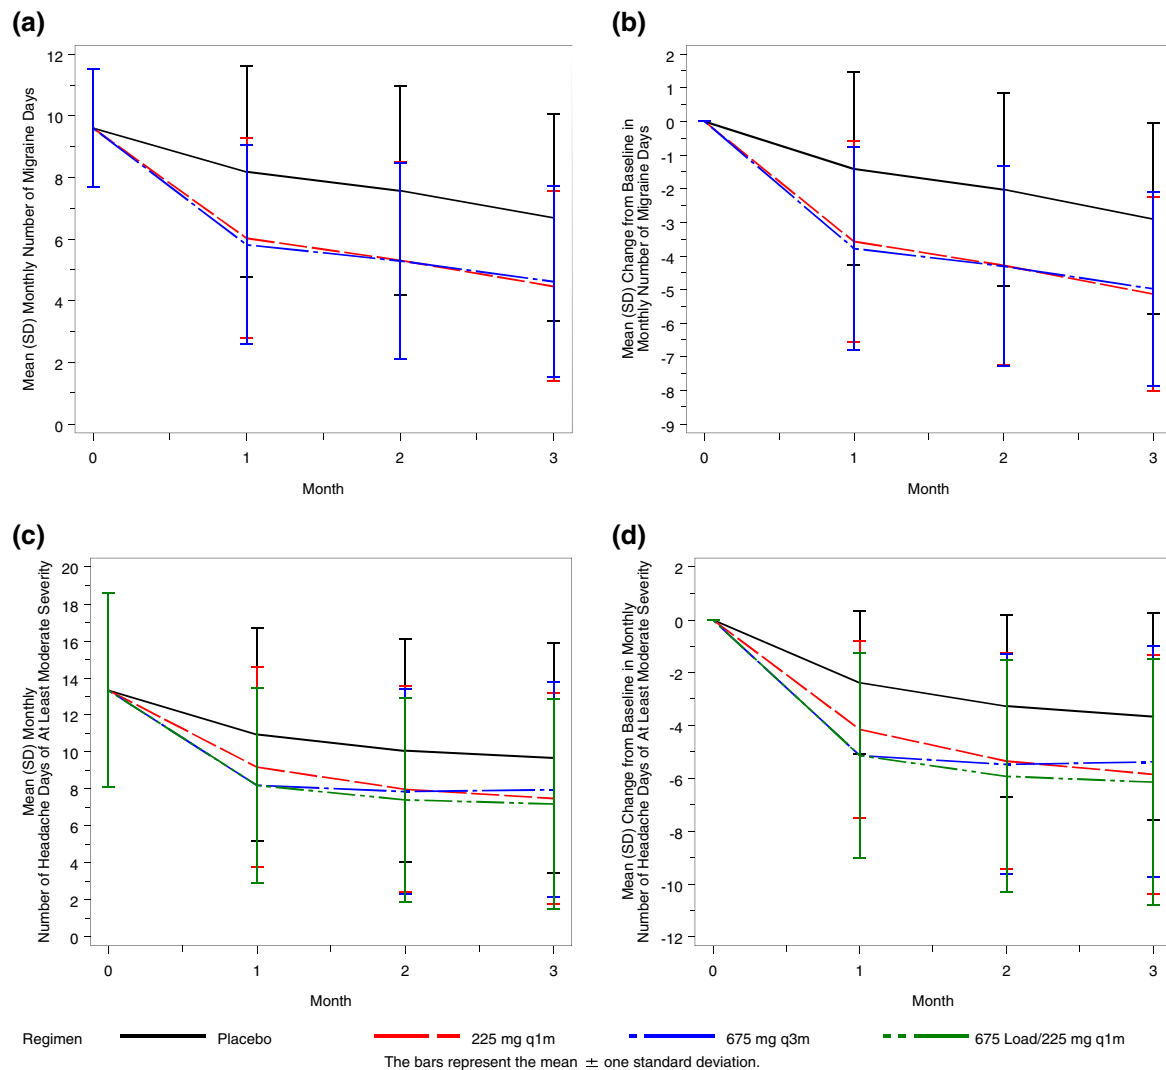 (a)
Mean (SD) Monthly Number of Migraine Days
12
10
8
6
4
2
0
0 1 2 3
Month
(b)
Mean (SD) Change from Baseline in
Monthly Number of Migraine Days
2
1
0
-1
-2
-3
-4
-5
-6
-7
-8
-9
0 1 2 3
Month
(c)
Mean (SD) Monthly
Number of Headache Days of At Least Moderate Severity
20
18
16
14
12
10
8
6
4
2
0
0 1 2 3
Month
(d)
Mean (SD) Change from Baseline in Monthly
Number of Headache Days of At Least Moderate Severity
2
0
-2
-4
-6
-8
-10
-12
0 1 2 3
Month
Regimen Placebo 225 mg q1m 675 mg q3m 675 Load/225 mg q1m
The bars represent the mean ± one standard deviation.